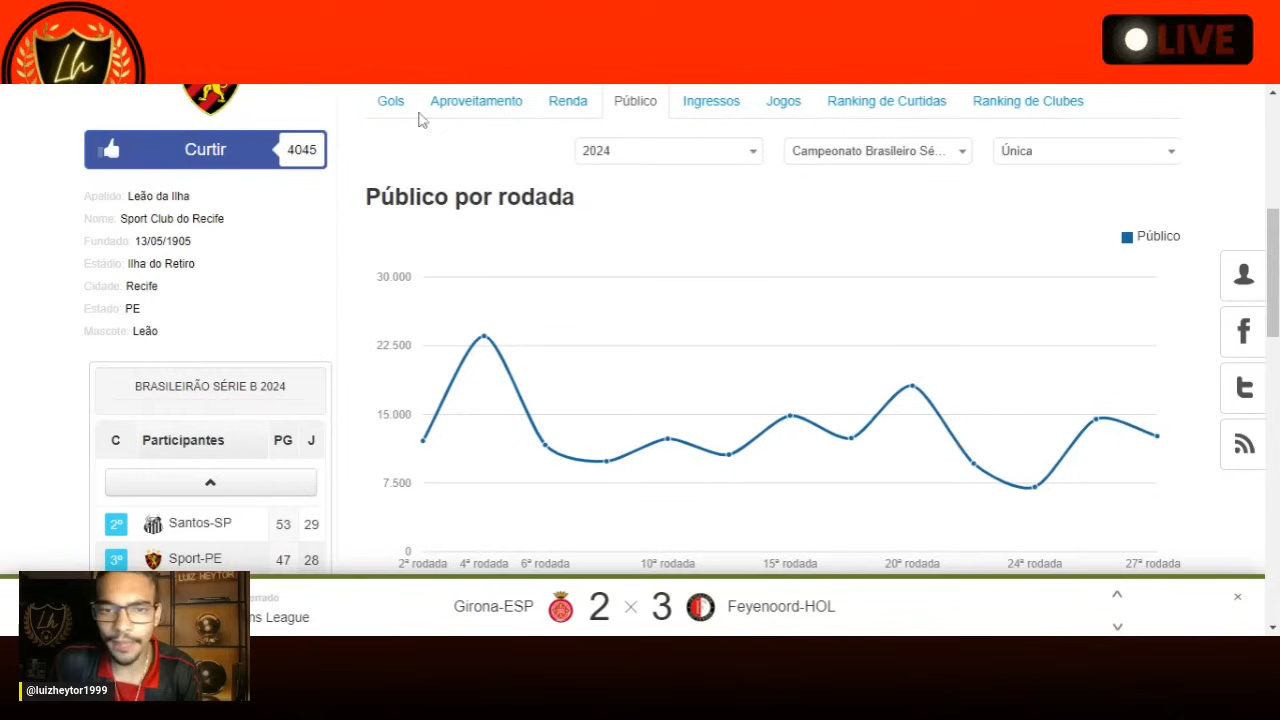 Lh
LIVE
Gols Aproveitamento Renda Público Ingressos Jogos Ranking de Curtidas Ranking de Clubes
Curtir 4045
2024 Campeonato Brasileiro Sé... Única
Apelido: Leão da Ilha
Nome: Sport Club do Recife
Fundado: 13/05/1905
Estádio: Ilha do Retiro
Cidade: Recife
Estado: PE
Mascote: Leão
Público por rodada
Público
30.000
22.500
15.000
7.500
0
2ª rodada 4ª rodada 6ª rodada 10ª rodada 15ª rodada 20ª rodada 24ª rodada 27ª rodada
BRASILEIRÃO SÉRIE B 2024
C Participantes PG J
2º Santos-SP 53 29
3º Sport-PE 47 28
errado
ns League
Girona-ESP 2 × 3 Feyenoord-HOL
LUIZ HEYTOR
Lh
@luizheytor1999